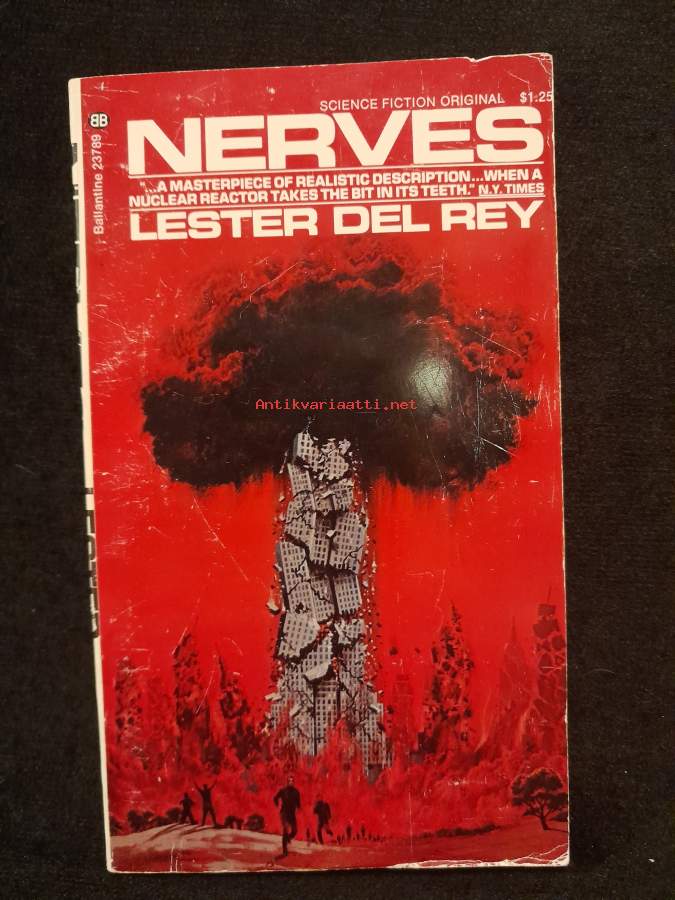 SCIENCE FICTION ORIGINAL $1.25
BB
Ballantine 23789
NERVES
"...A MASTERPIECE OF REALISTIC DESCRIPTION...WHEN A
NUCLEAR REACTOR TAKES THE BIT IN ITS TEETH." N.Y. TIMES
LESTER DEL REY
Antikvariaatti.net